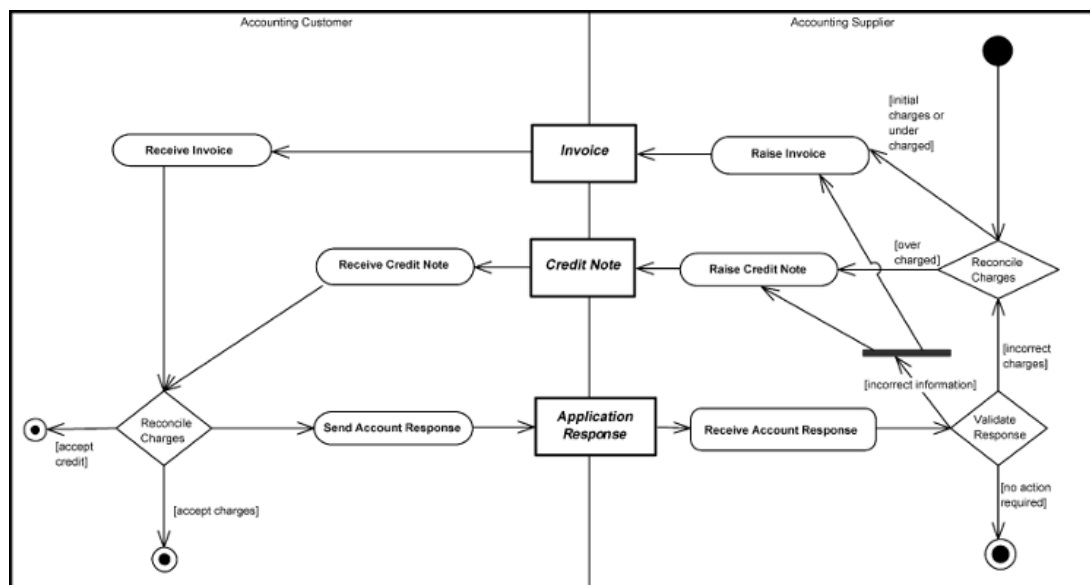 Accounting Customer
Accounting Supplier
[initial
charges or
under
charged]
Receive Invoice
Invoice
Raise Invoice
Receive Credit Note
Credit Note
Raise Credit Note
[over
charged]
Reconcile
Charges
[incorrect
charges]
[incorrect information]
Reconcile
Charges
Send Account Response
Application
Response
Receive Account Response
Validate
Response
[accept
credit]
[accept charges]
[no action
required]